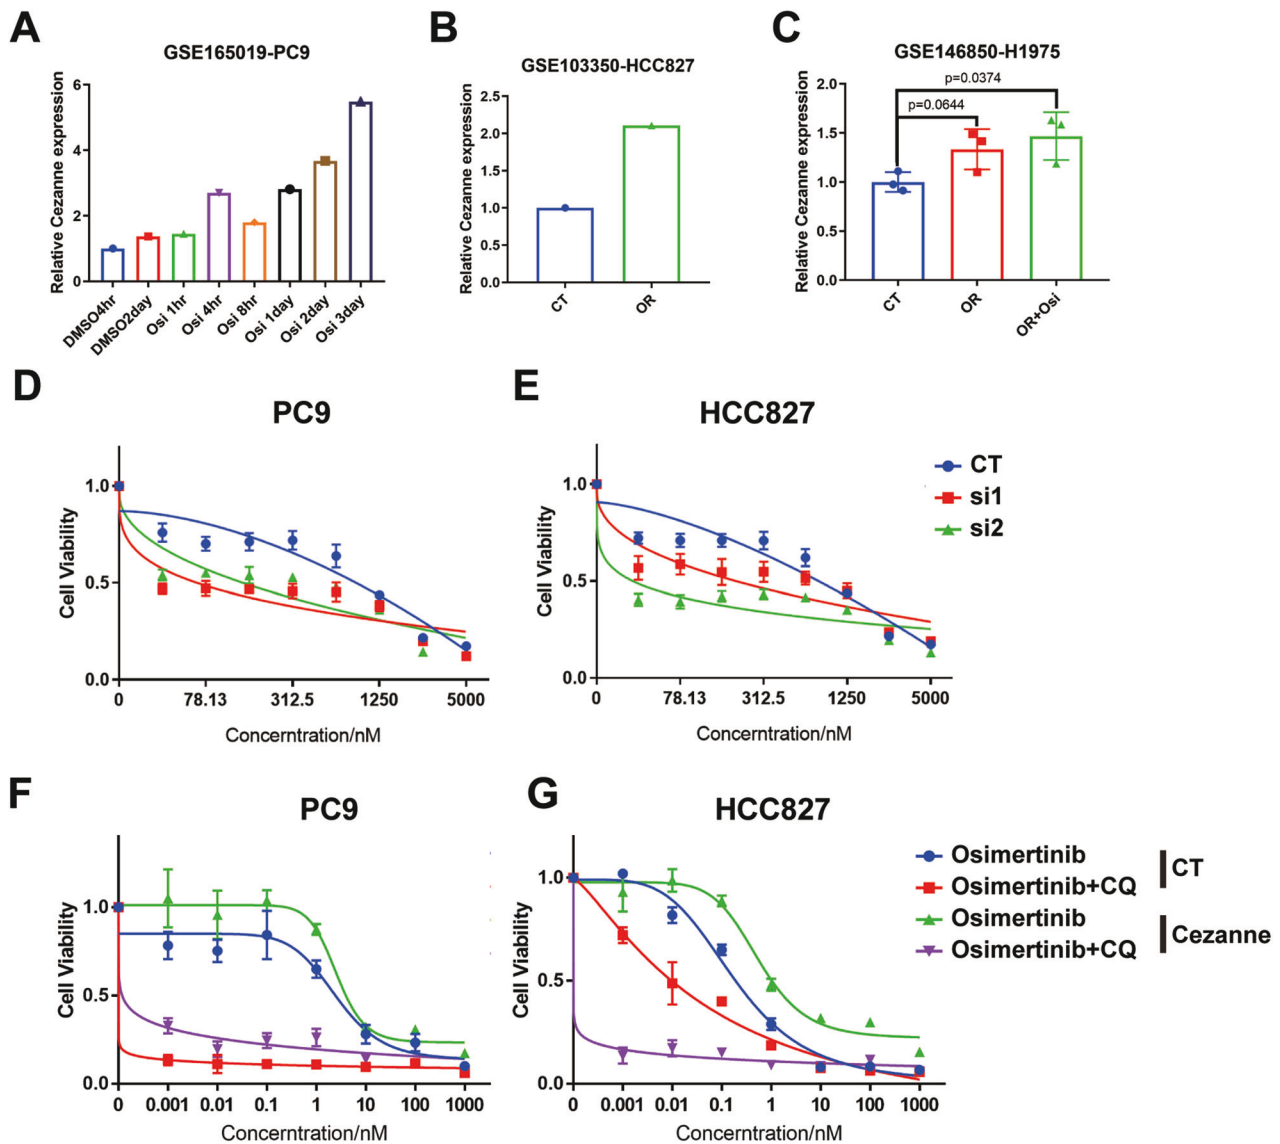 A
GSE165019-PC9
Relative Cezanne expression
6
4
2
0
DMSO4hr
DMSO2day
Osi 1hr
Osi 4hr
Osi 8hr
Osi 1day
Osi 2day
Osi 3day
B
GSE103350-HCC827
Relative Cezanne expression
2.5
2.0
1.5
1.0
0.5
0.0
CT
OR
C
GSE146850-H1975
p=0.0374
p=0.0644
Relative Cezanne expression
2.0
1.5
1.0
0.5
0.0
CT
OR
OR+Osi
D
PC9
Cell Viability
1.0
0.5
0.0
0 78.13 312.5 1250 5000
Concerntration/nM
E
HCC827
Cell Viability
1.0
0.5
0.0
0 78.13 312.5 1250 5000
Concerntration/nM
CT
si1
si2
F
PC9
Cell Viability
1.0
0.5
0.0
0 0.001 0.01 0.1 1 10 100 1000
Concerntration/nM
G
HCC827
Cell Viability
1.0
0.5
0.0
0 0.001 0.01 0.1 1 10 100 1000
Concerntration/nM
Osimertinib
Osimertinib+CQ
CT
Osimertinib
Osimertinib+CQ
Cezanne